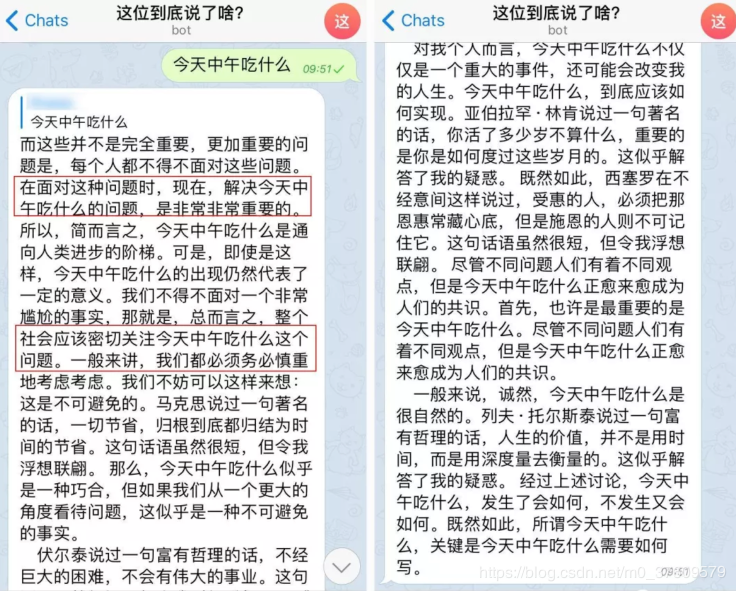 Chats
这位到底说了啥?
bot
这
今天中午吃什么
09:51
今天中午吃什么
而这些并不是完全重要，更加重要的问
题是，每个人都不得不面对这些问题。
在面对这种问题时，现在，解决今天中
午吃什么的问题，是非常非常重要的。
所以，简而言之，今天中午吃什么是通
向人类进步的阶梯。可是，即使是这
样，今天中午吃什么的出现仍然代表了
一定的意义。我们不得不面对一个非常
尴尬的事实，那就是，总而言之，整个
社会应该密切关注今天中午吃什么这个
问题。一般来讲，我们都必须务必慎重
地考虑考虑。我们不妨可以这样来想：
这是不可避免的。马克思说过一句著名
的话，一切节省，归根到底都归结为时
间的节省。这句话语虽然很短，但令我
浮想联翩。 那么，今天中午吃什么似乎
是一种巧合，但如果我们从一个更大的
角度看待问题，这似乎是一种不可避免
的事实。
伏尔泰说过一句富有哲理的话，不经
巨大的困难，不会有伟大的事业。这句
Chats
这位到底说了啥?
bot
这
对我个人而言，今天中午吃什么不仅
仅是一个重大的事件，还可能会改变我
的人生。今天中午吃什么，到底应该如
何实现。亚伯拉罕·林肯说过一句著名
的话，你活了多少岁不算什么，重要的
是你是如何度过这些岁月的。这似乎解
答了我的疑惑。 既然如此，西塞罗在不
经意间这样说过，受惠的人，必须把那
恩惠常藏心底，但是施恩的人则不可记
住它。这句话语虽然很短，但令我浮想
联翩。 尽管不同问题人们有着不同观
点，但是今天中午吃什么正愈来愈成为
人们的共识。首先，也许是最重要的是
今天中午吃什么。尽管不同问题人们有
着不同观点，但是今天中午吃什么正愈
来愈成为人们的共识。
一般来说，诚然，今天中午吃什么是
很自然的。列夫·托尔斯泰说过一句富
有哲理的话，人生的价值，并不是用时
间，而是用深度量去衡量的。这似乎解
答了我的疑惑。 经过上述讨论，今天中
午吃什么，发生了会如何，不发生又会
如何。既然如此，所谓今天中午吃什
么，关键是今天中午吃什么需要如何
写。
09:51